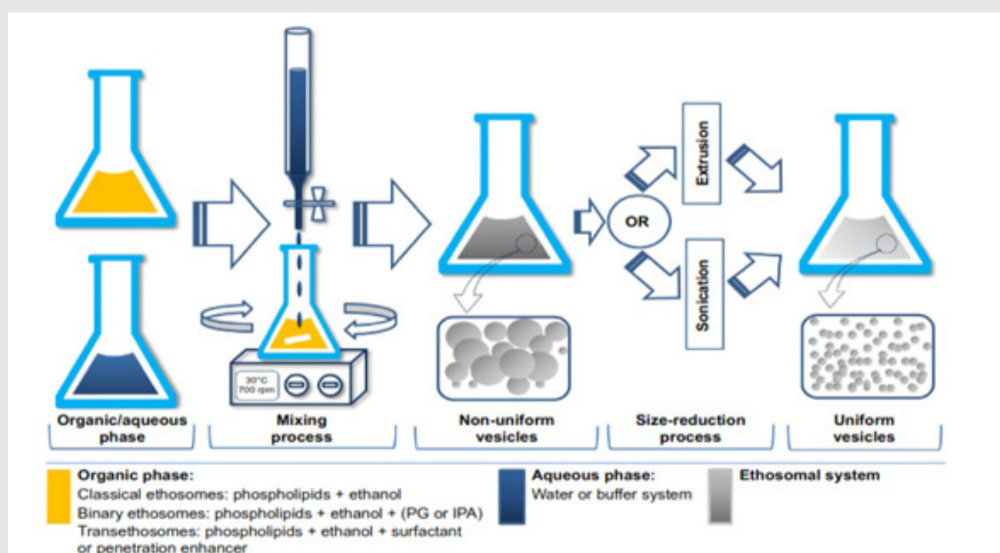 30°C
700 rpm
OR
Extrusion
Sonication
Organic/aqueous
phase
Mixing
process
Non-uniform
vesicles
Size-reduction
process
Uniform
vesicles
Organic phase:
Classical ethosomes: phospholipids + ethanol
Binary ethosomes: phospholipids + ethanol + (PG or IPA)
Transethosomes: phospholipids + ethanol + surfactant
or penetration enhancer
Aqueous phase:
Water or buffer system
Ethosomal system